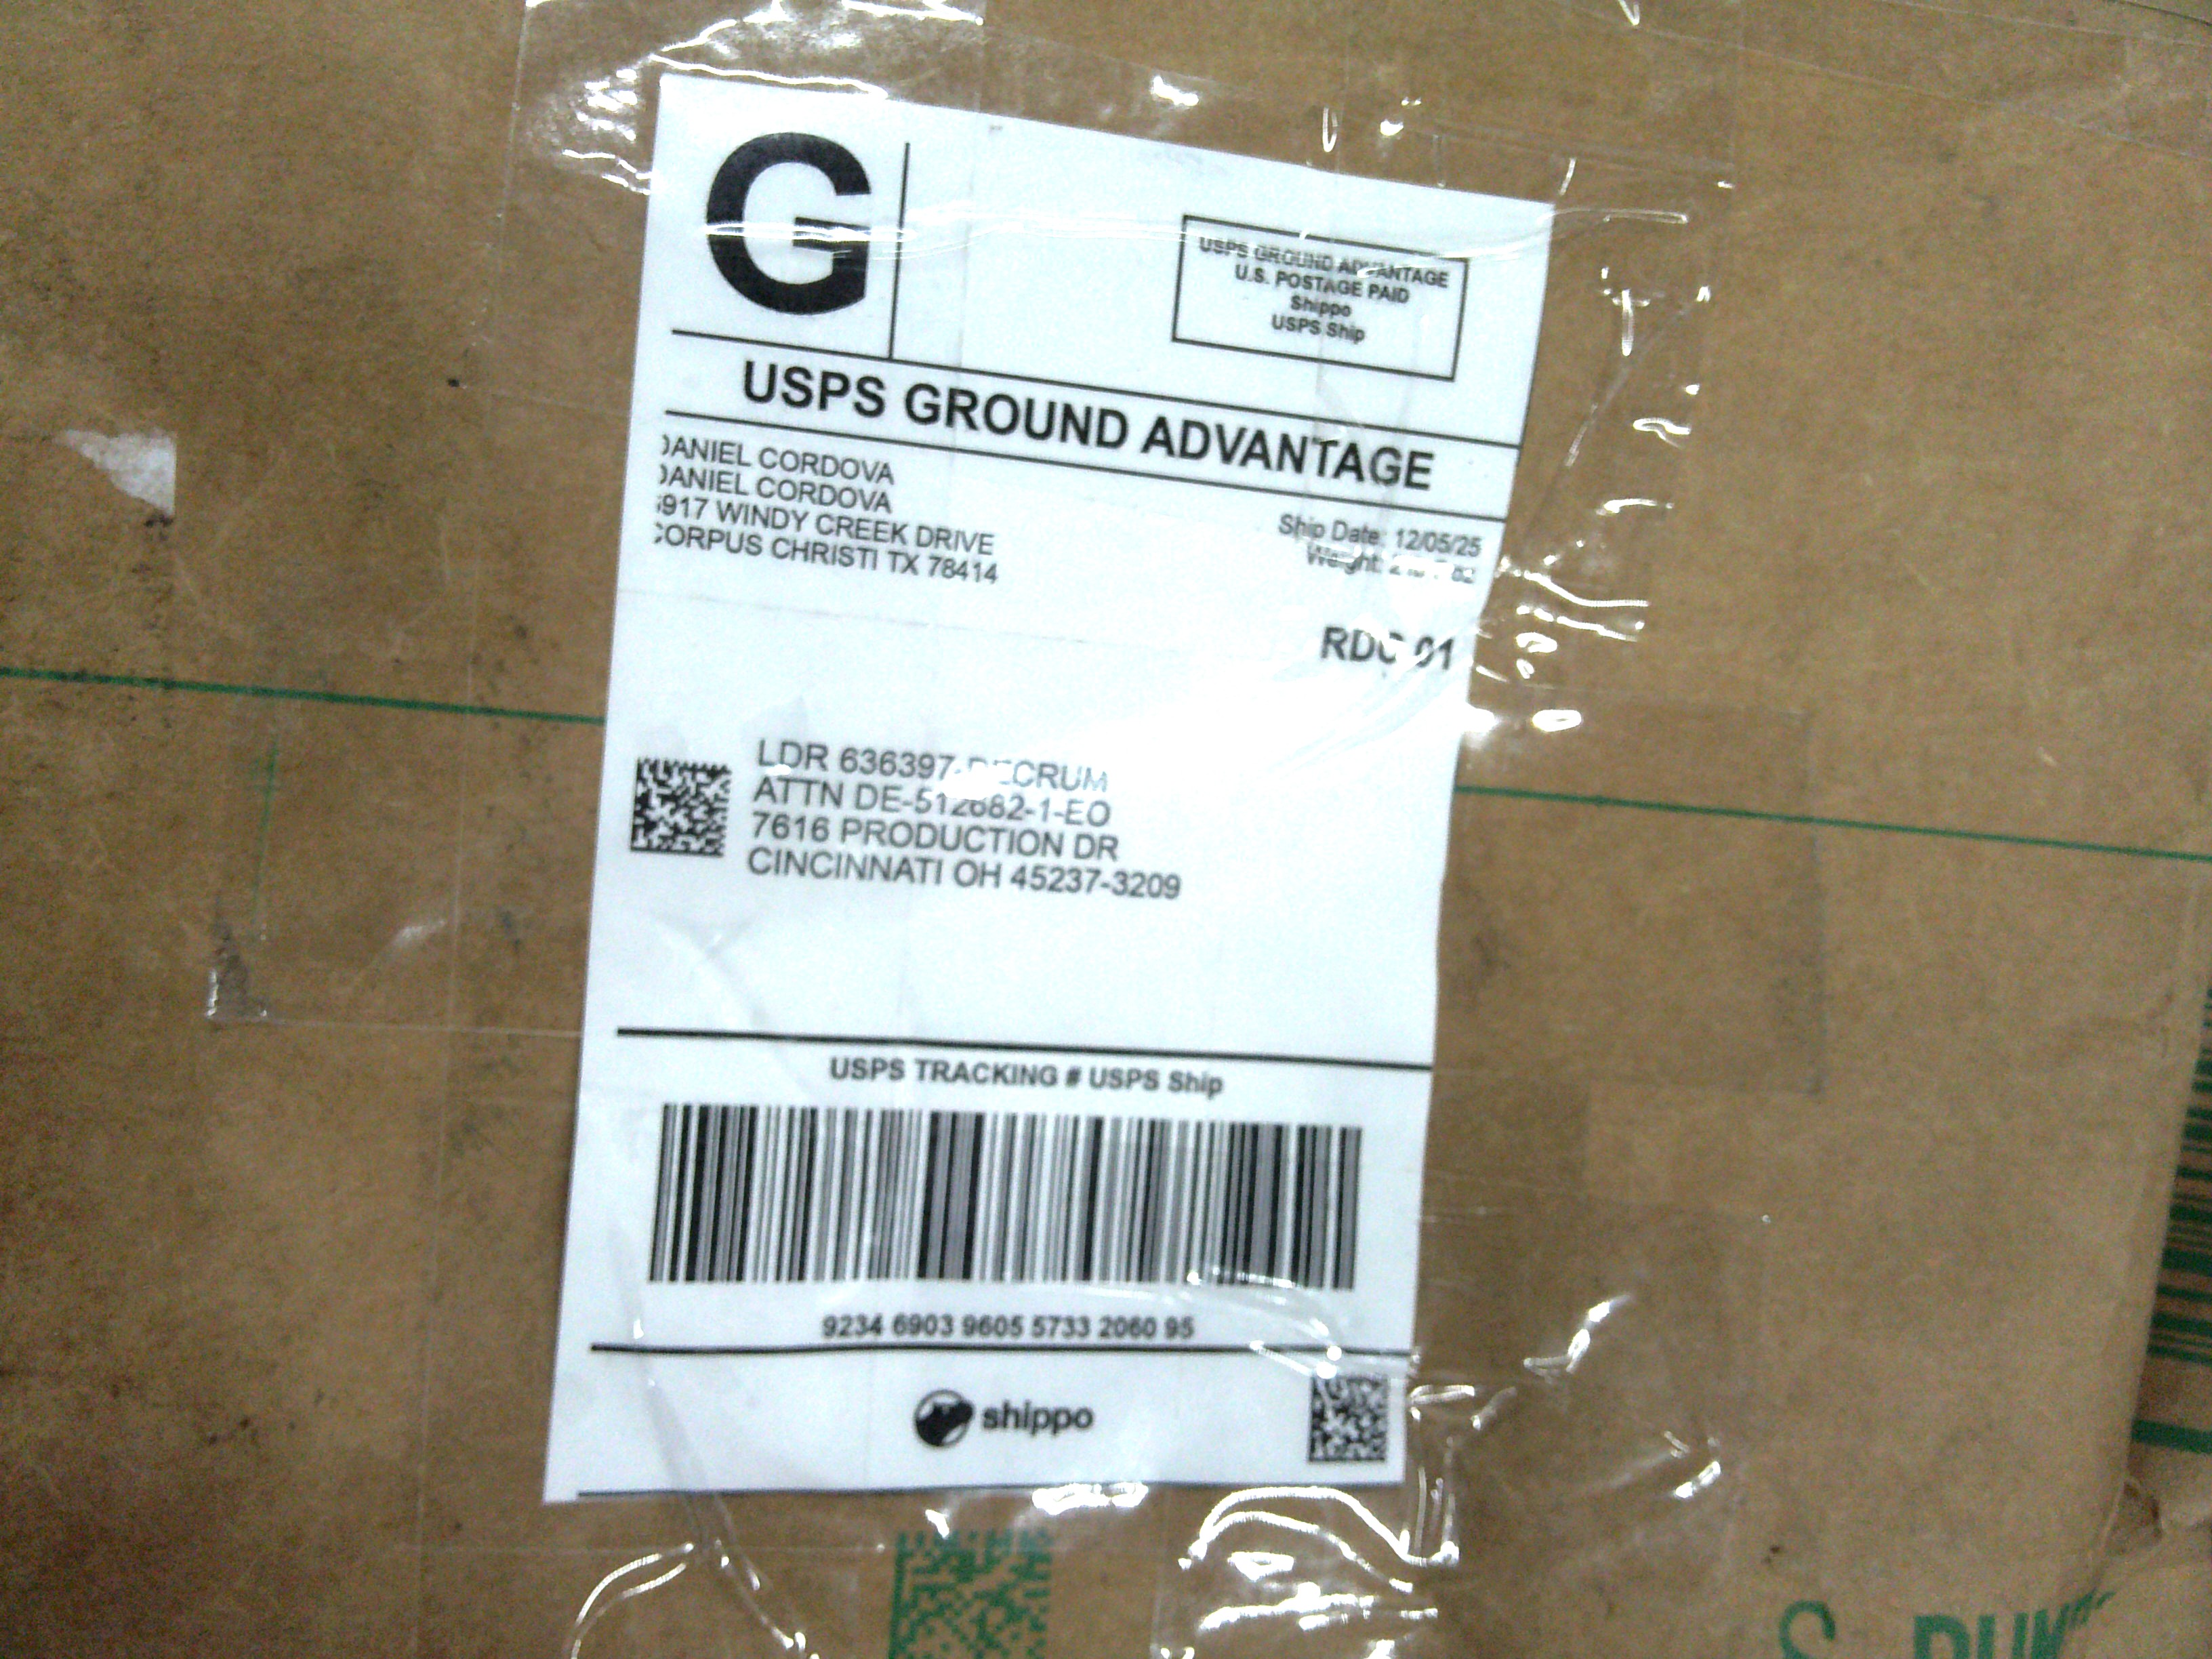 G
USPS GROUND ADVANTAGE
U.S. POSTAGE PAID
Shippo
USPS Ship
USPS GROUND ADVANTAGE
DANIEL CORDOVA
DANIEL CORDOVA
917 WINDY CREEK DRIVE
CORPUS CHRISTI TX 78414
Ship Date: 12/05/25
Weight:
RDC 01
LDR 636397-DECRUM
ATTN DE-512682-1-EO
7616 PRODUCTION DR
CINCINNATI OH 45237-3209
USPS TRACKING # USPS Ship
9234 6903 9605 5733 2060 95
shippo